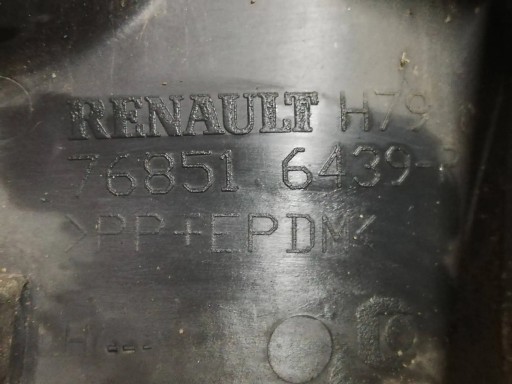 RENAULT H79
76851 6439-
>PP+EPDM<